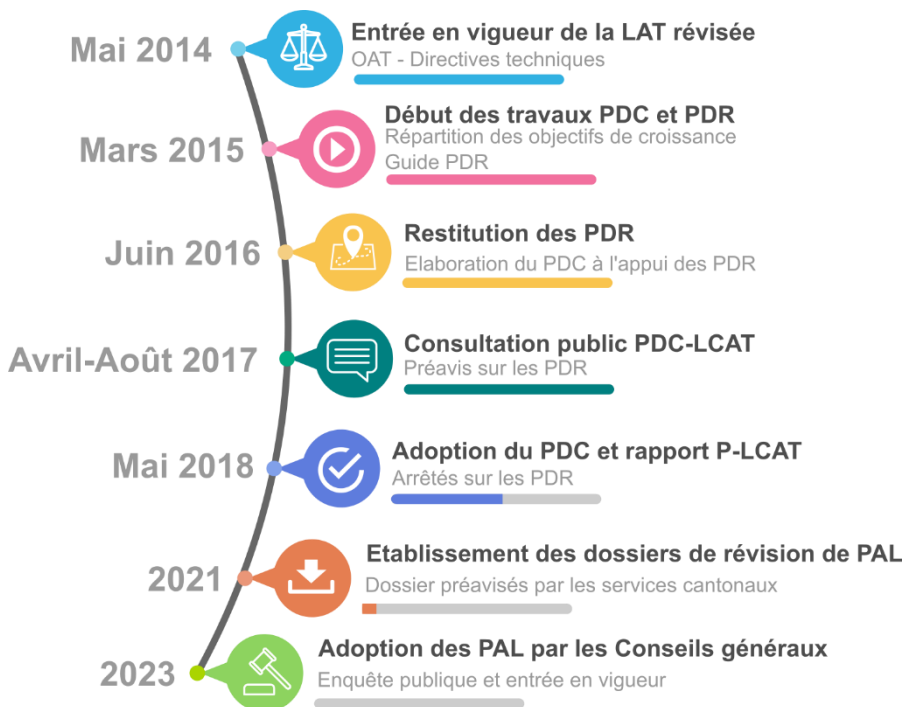 Mai 2014
Entrée en vigueur de la LAT révisée
OAT - Directives techniques
Mars 2015
Début des travaux PDC et PDR
Répartition des objectifs de croissance
Guide PDR
Juin 2016
Restitution des PDR
Elaboration du PDC à l'appui des PDR
Avril-Août 2017
Consultation public PDC-LCAT
Préavis sur les PDR
Mai 2018
Adoption du PDC et rapport P-LCAT
Arrêtés sur les PDR
2021
Etablissement des dossiers de révision de PAL
Dossier préavisés par les services cantonaux
2023
Adoption des PAL par les Conseils généraux
Enquête publique et entrée en vigueur